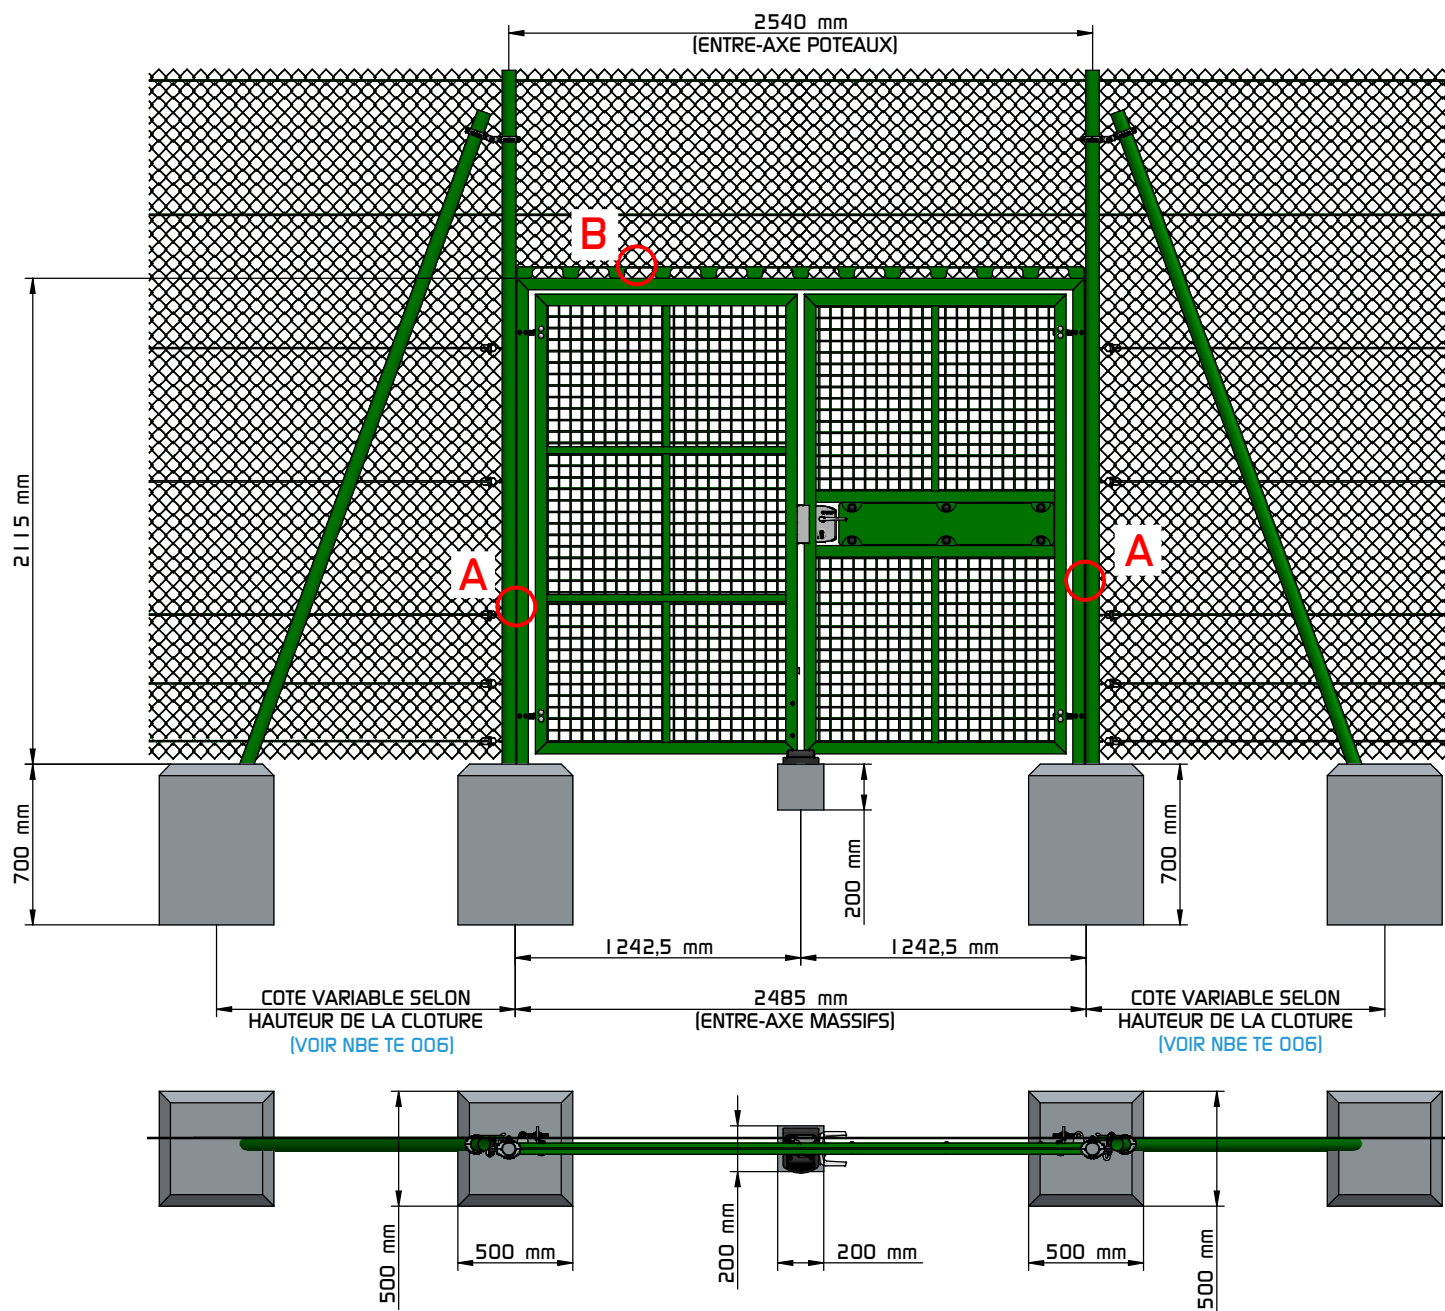 2540 mm
(ENTRE-AXE POTEAUX)
B
2115 mm
A
A
700 mm
200 mm
700 mm
1242,5 mm
1242,5 mm
COTE VARIABLE SELON
HAUTEUR DE LA CLOTURE
(VOIR NBE TE 006)
2485 mm
(ENTRE-AXE MASSIFS)
COTE VARIABLE SELON
HAUTEUR DE LA CLOTURE
(VOIR NBE TE 006)
500 mm
500 mm
200 mm
200 mm
500 mm
500 mm